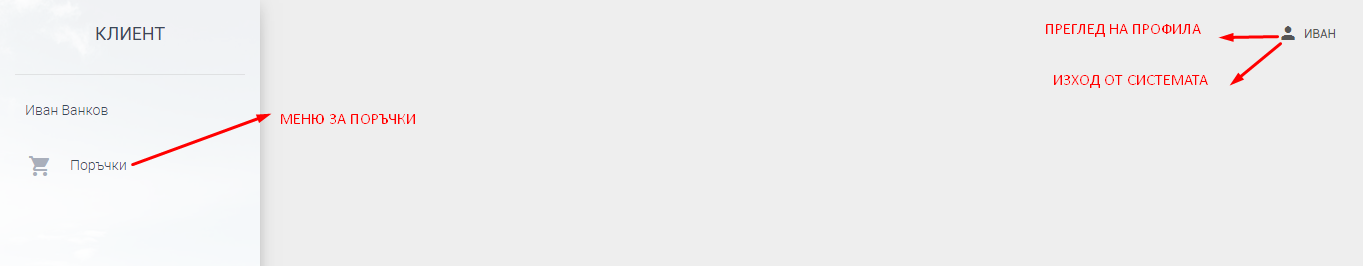 КЛИЕНТ
Иван Ванков
Поръчки
МЕНЮ ЗА ПОРЪЧКИ
ПРЕГЛЕД НА ПРОФИЛА
ИВАН
ИЗХОД ОТ СИСТЕМАТА